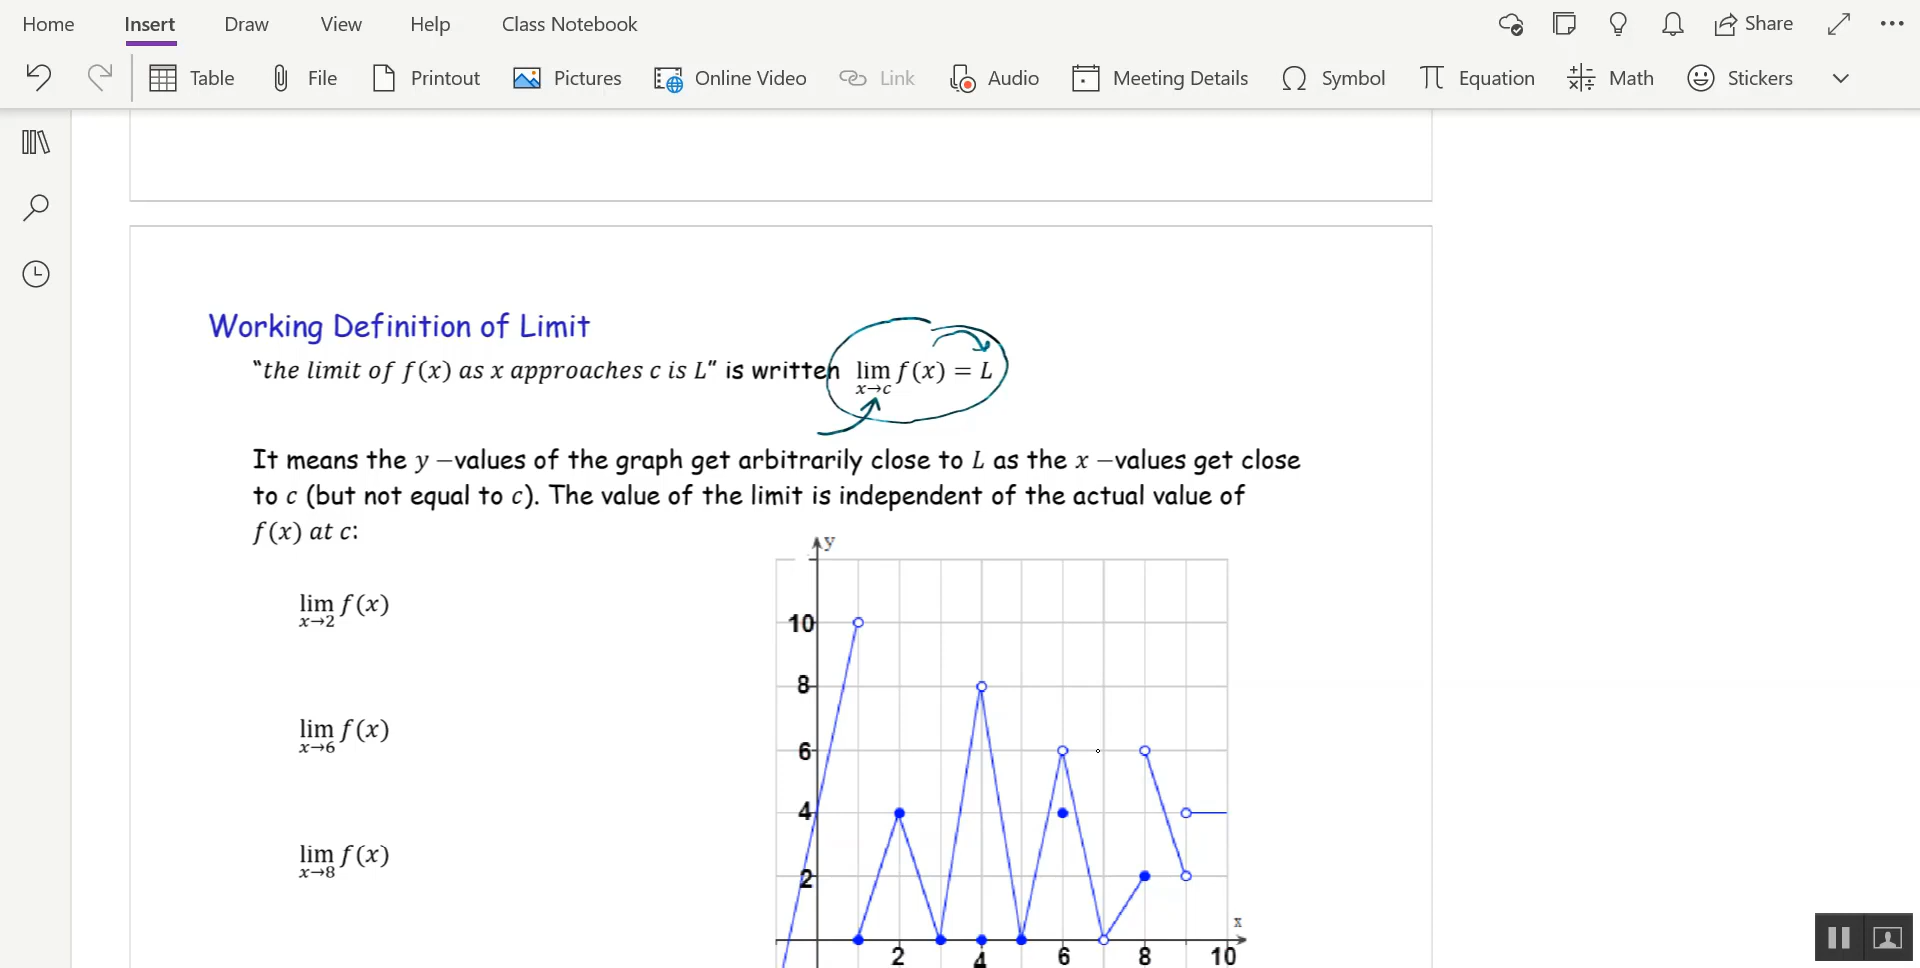 Home Insert Draw View Help Class Notebook Share
Table File Printout Pictures Online Video Link Audio Meeting Details Symbol Equation Math Stickers
Working Definition of Limit
“the limit of f(x) as x approaches c is L” is written lim f(x) = L
x→c
It means the y −values of the graph get arbitrarily close to L as the x −values get close
to c (but not equal to c). The value of the limit is independent of the actual value of
f(x) at c:
y
lim f(x)
x→2
10
8
lim f(x)
x→6
6
4
lim f(x)
x→8
2
x
2 4 6 8 10